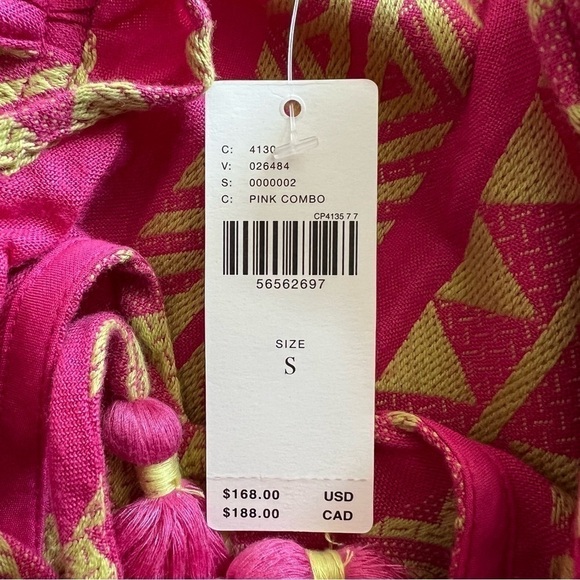 C: 4130
V: 026484
S: 0000002
C: PINK COMBO
CP4135 7 7
56562697
SIZE
S
$168.00 USD
$188.00 CAD